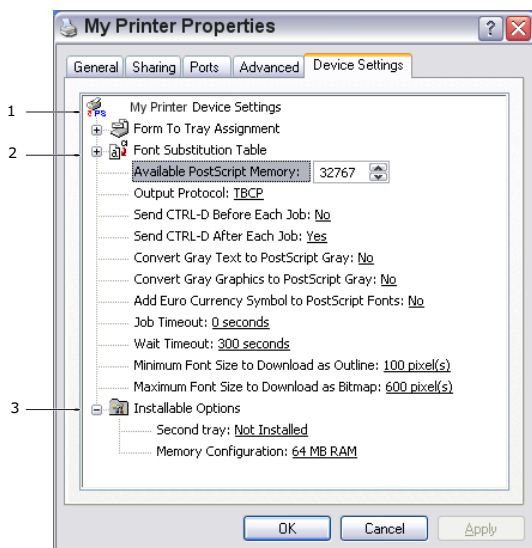 My Printer Properties
General Sharing Ports Advanced Device Settings
1
My Printer Device Settings
Form To Tray Assignment
2
Font Substitution Table
Available PostScript Memory: 32767
Output Protocol: TBCP
Send CTRL-D Before Each Job: No
Send CTRL-D After Each Job: Yes
Convert Gray Text to PostScript Gray: No
Convert Gray Graphics to PostScript Gray: No
Add Euro Currency Symbol to PostScript Fonts: No
Job Timeout: 0 seconds
Wait Timeout: 300 seconds
Minimum Font Size to Download as Outline: 100 pixel(s)
Maximum Font Size to Download as Bitmap: 600 pixel(s)
3
Installable Options
Second tray: Not Installed
Memory Configuration: 64 MB RAM
OK Cancel Apply